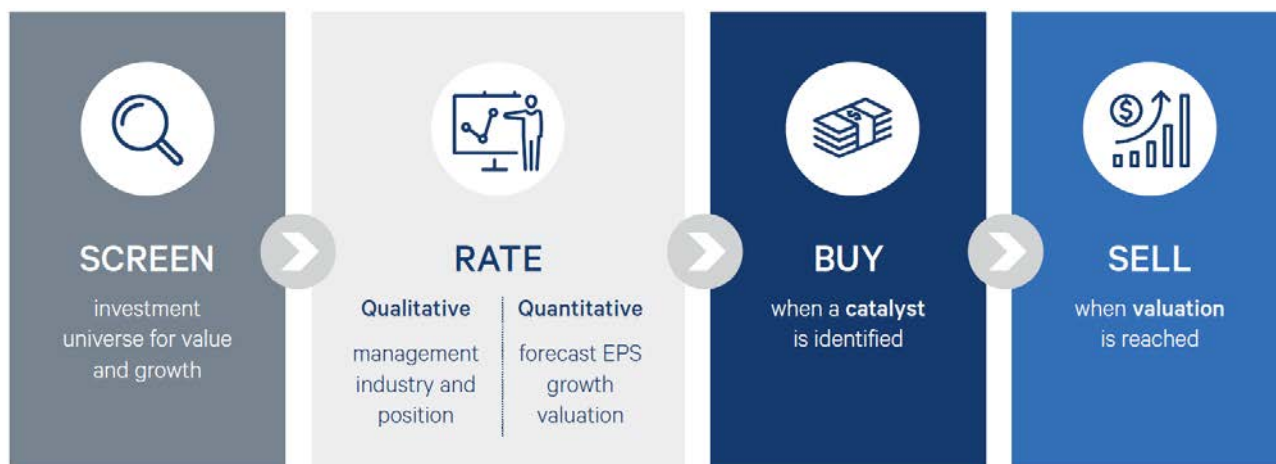 SCREEN
investment
universe for value
and growth
RATE
Qualitative
management
industry and
position
Quantitative
forecast EPS
growth
valuation
BUY
when a catalyst
is identified
SELL
when valuation
is reached